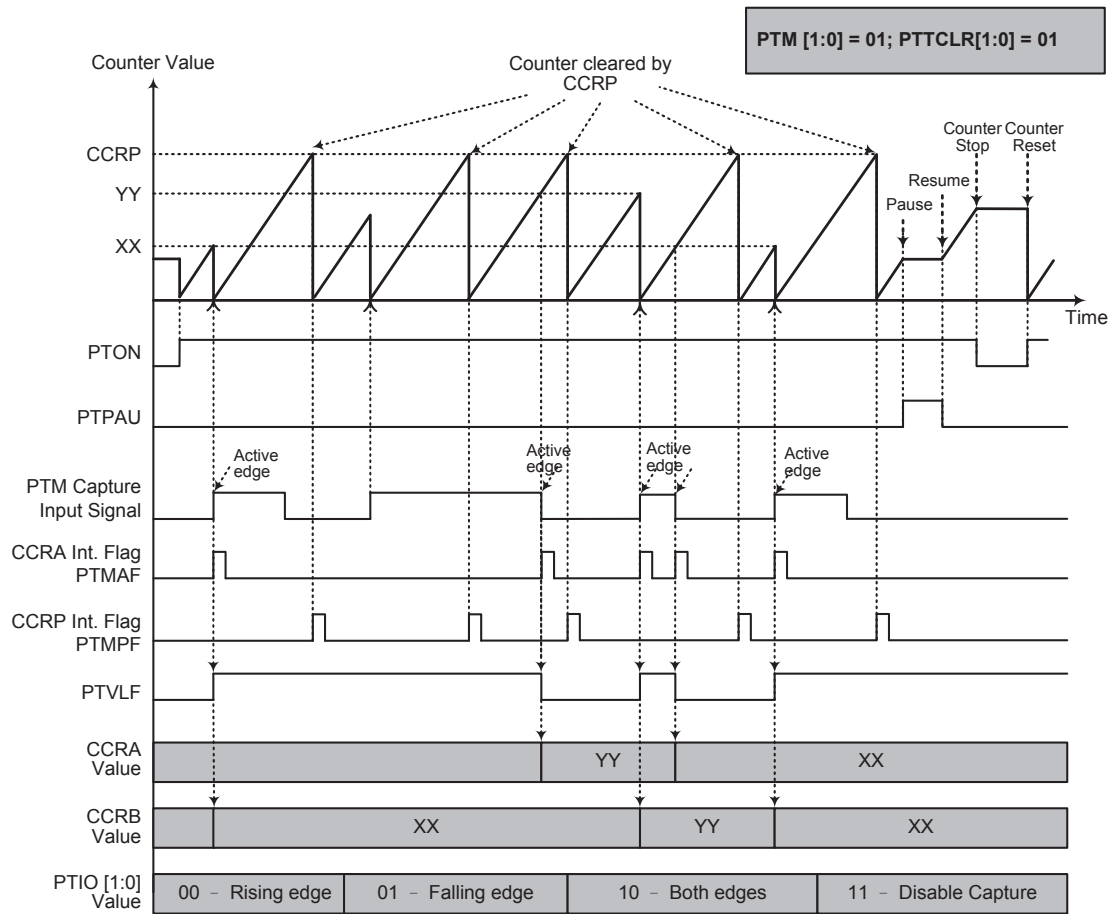 PTM [1:0] = 01; PTTCLR[1:0] = 01
Counter Value
Counter cleared by
CCRP
Counter
Stop
Counter
Reset
CCRP
YY
XX
Resume
Pause
Time
PTON
PTPAU
Active
edge
Active
edge
Active
edge
Active
edge
PTM Capture
Input Signal
CCRA Int. Flag
PTMAF
CCRP Int. Flag
PTMPF
PTVLF
CCRA
Value
YY
XX
CCRB
Value
XX
YY
XX
PTIO [1:0]
Value
00 – Rising edge
01 – Falling edge
10 – Both edges
11 – Disable Capture